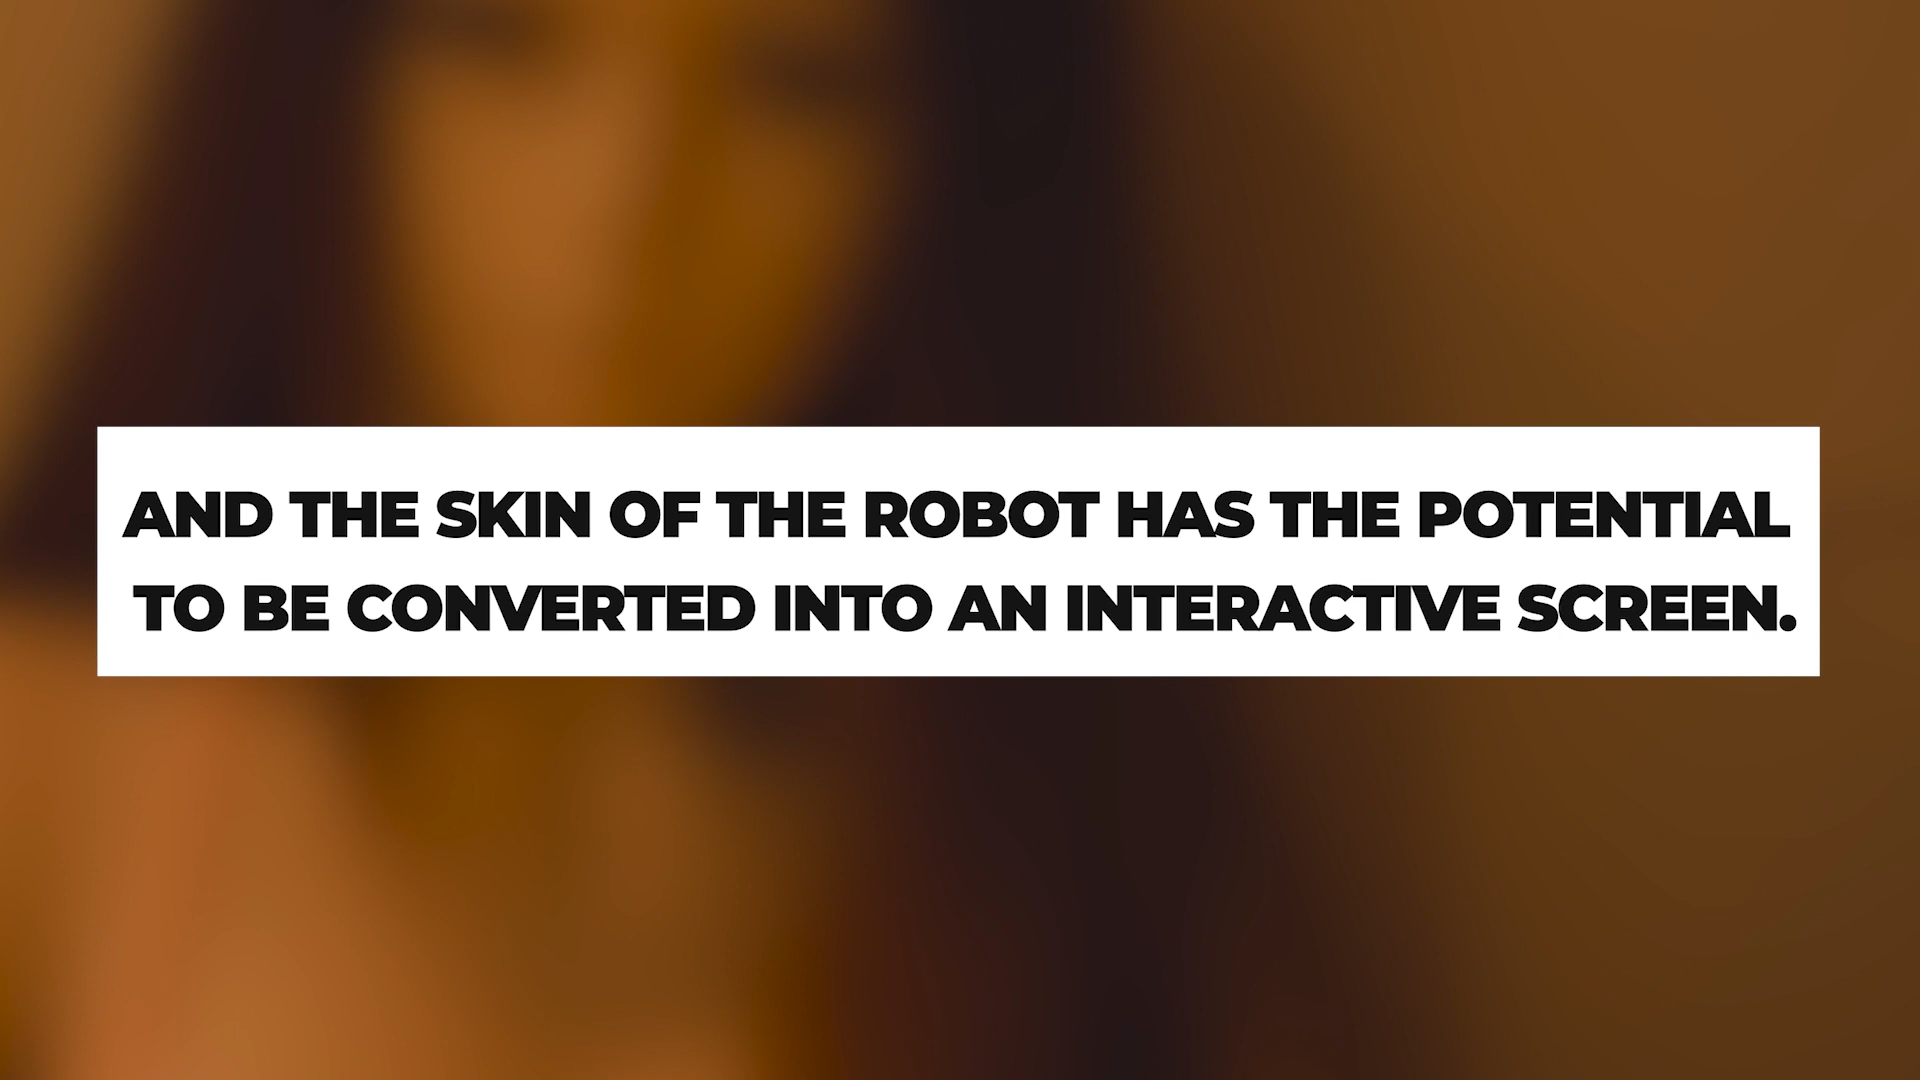 AND THE SKIN OF THE ROBOT HAS THE POTENTIAL
TO BE CONVERTED INTO AN INTERACTIVE SCREEN.